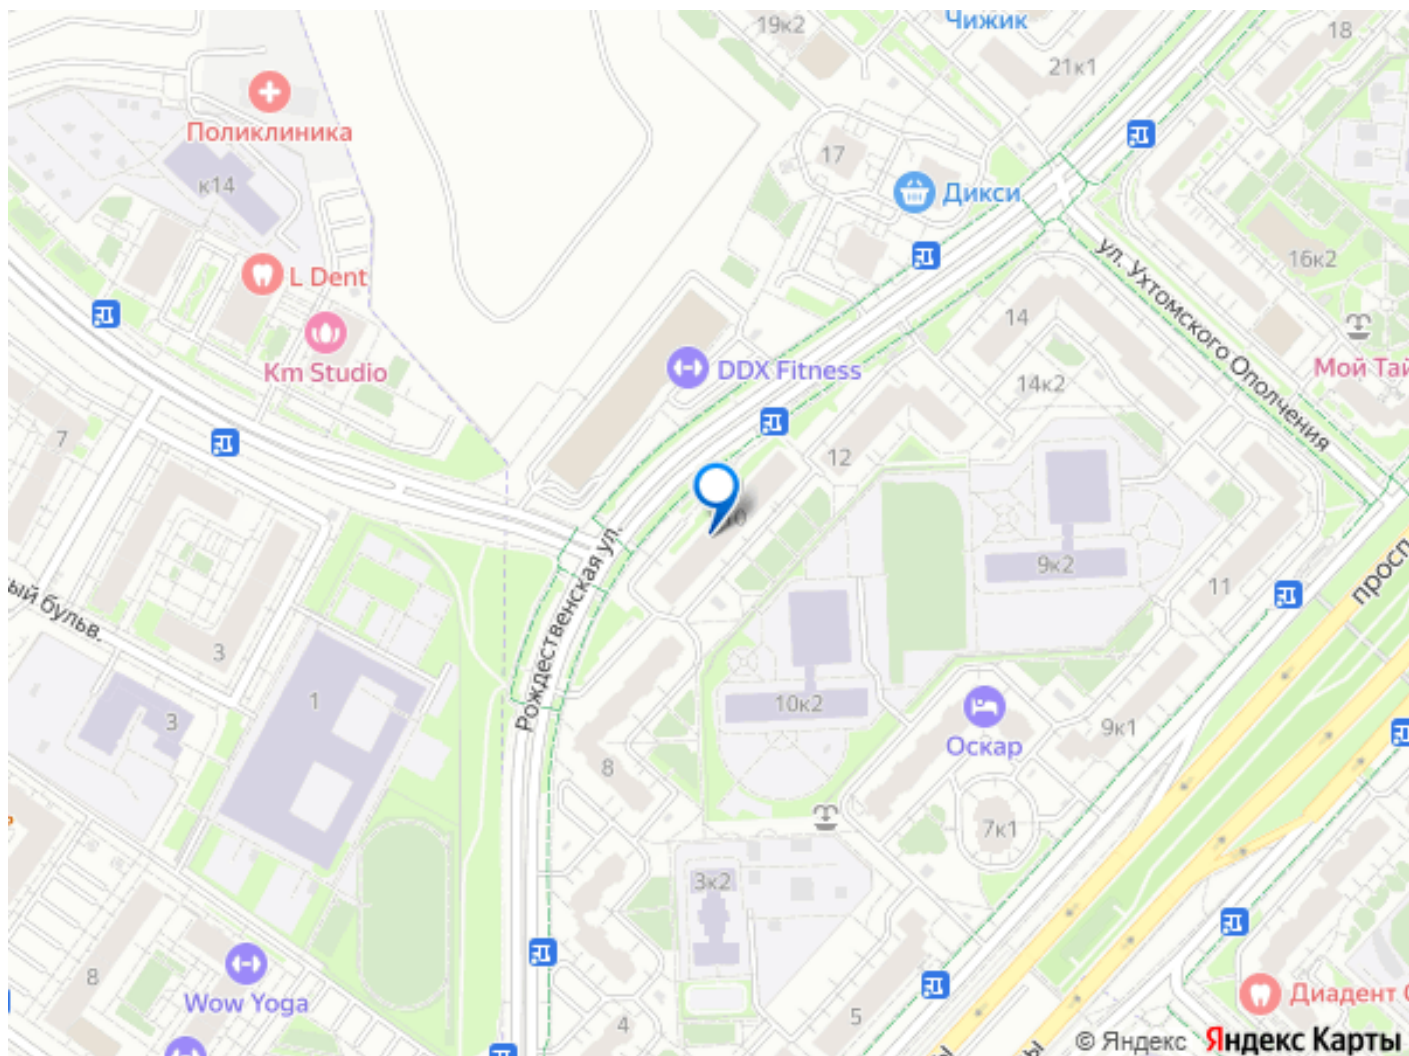 Чижик
19к2
18
21к1
Поликлиника
17
к14
Дикси
ул. Ухтомского Ополчения
16к2
L Dent
14
Km Studio
DDX Fitness
Мой Тай
14к2
7
12
9к2
11
просп
Рождественская ул.
ый бульв.
3
1
3
10к2
Оскар
9к1
8
7к1
3к2
8
Wow Yoga
Диадент
4
5
© Яндекс Яндекс Карты